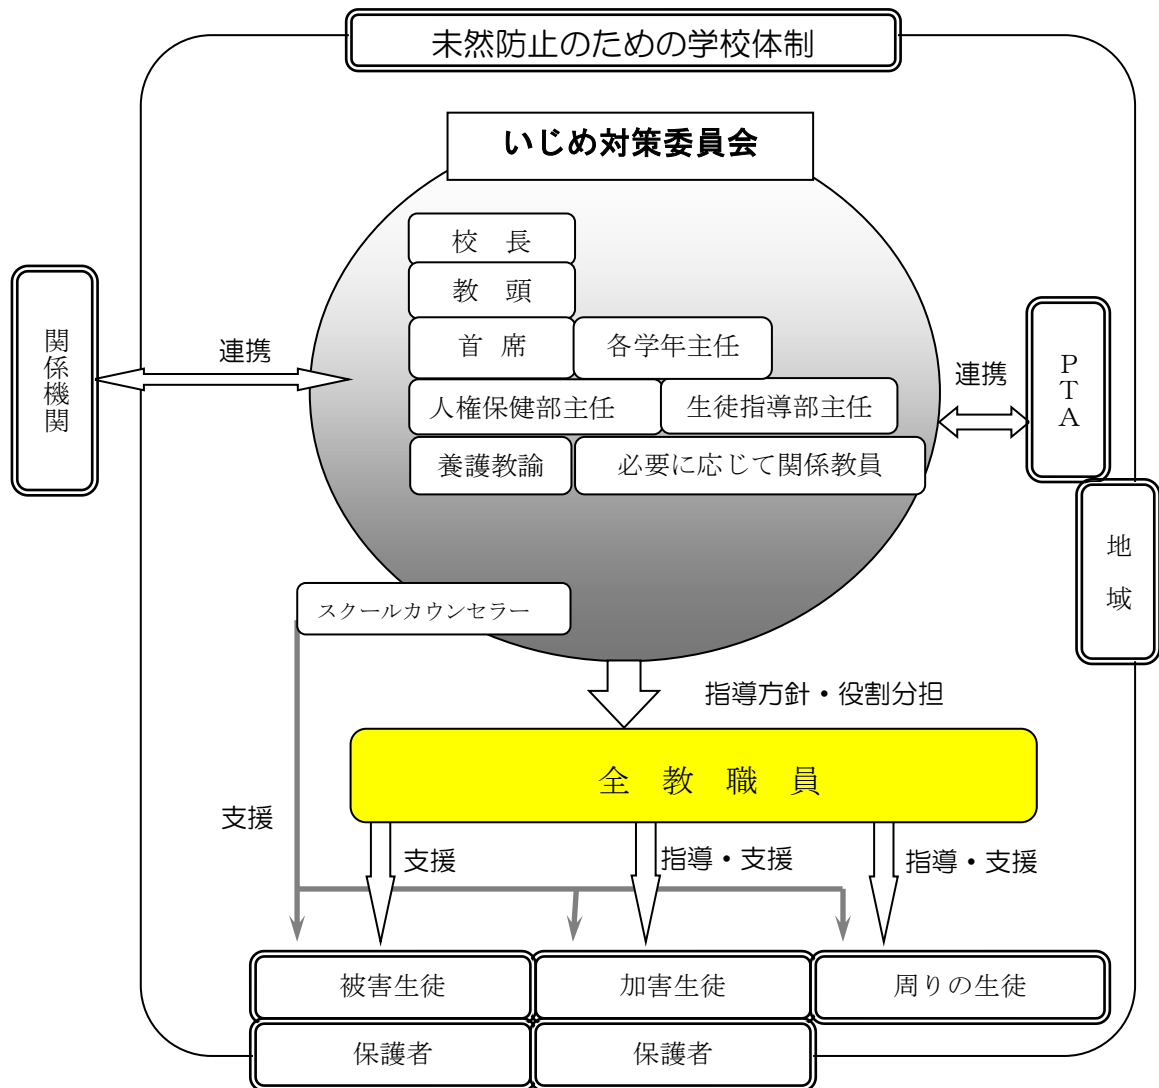 未然防止のための学校体制
いじめ対策委員会
校　長
教　頭
首　席
各学年主任
人権保健部主任
生徒指導部主任
養護教諭
必要に応じて関係教員
スクールカウンセラー
関係機関
連携
連携
PTA
地域
指導方針・役割分担
全　教　職　員
支援
支援
指導・支援
指導・支援
被害生徒
加害生徒
周りの生徒
保護者
保護者